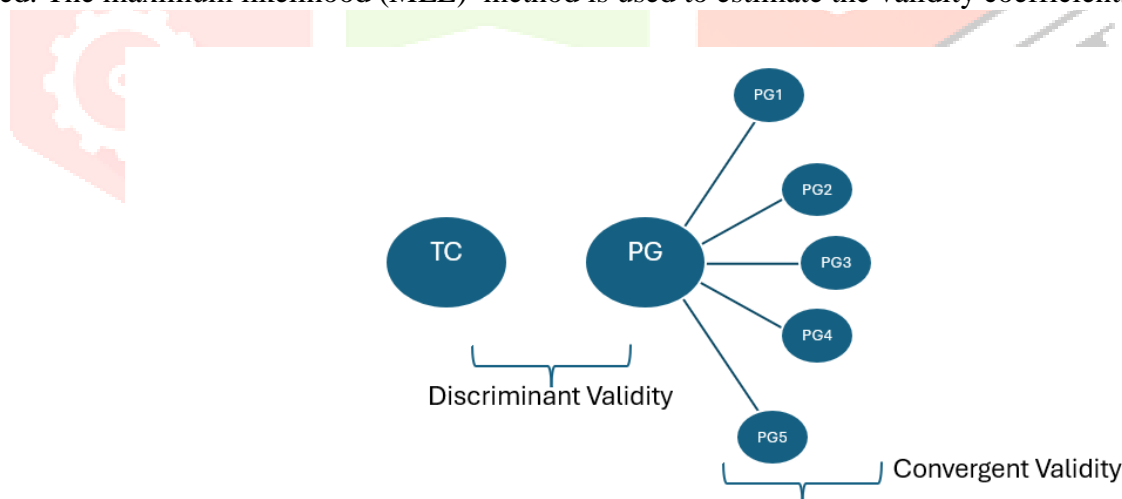 ed. The maximum likelihood (MLE) method is used to estimate the validity coefficient
PG1
PG2
TC
PG
PG3
PG4
Discriminant Validity
PG5
Convergent Validity